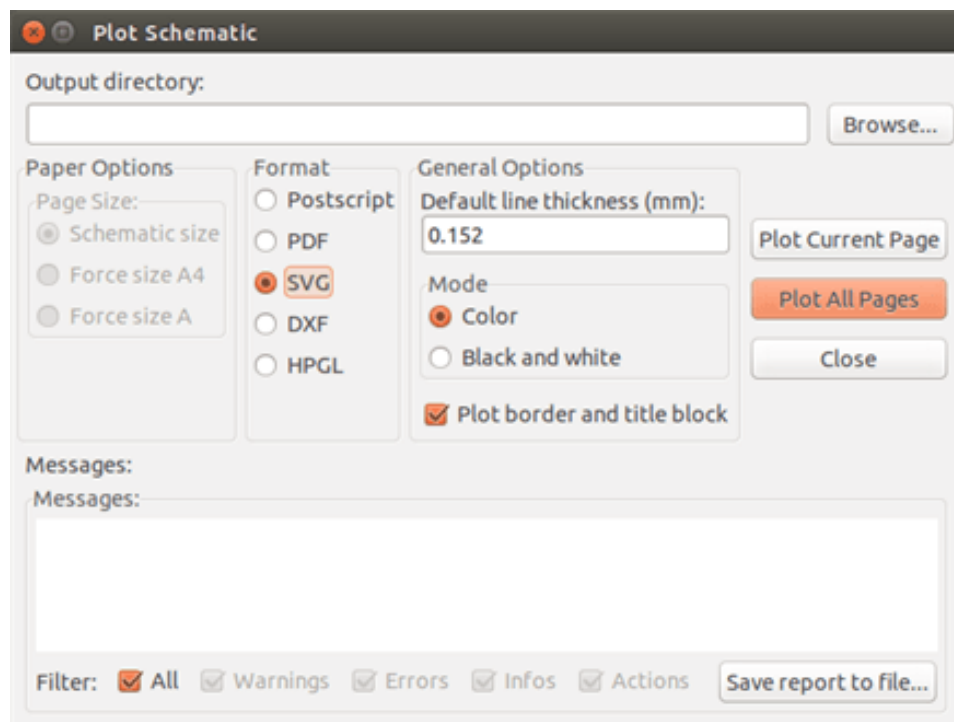 Plot Schematic
Output directory:
Browse...
Paper Options
Page Size:
Schematic size
Force size A4
Force size A
Format
Postscript
PDF
SVG
DXF
HPGL
General Options
Default line thickness (mm):
0.152
Mode
Color
Black and white
Plot border and title block
Plot Current Page
Plot All Pages
Close
Messages:
Messages:
Filter: All Warnings Errors Infos Actions Save report to file...